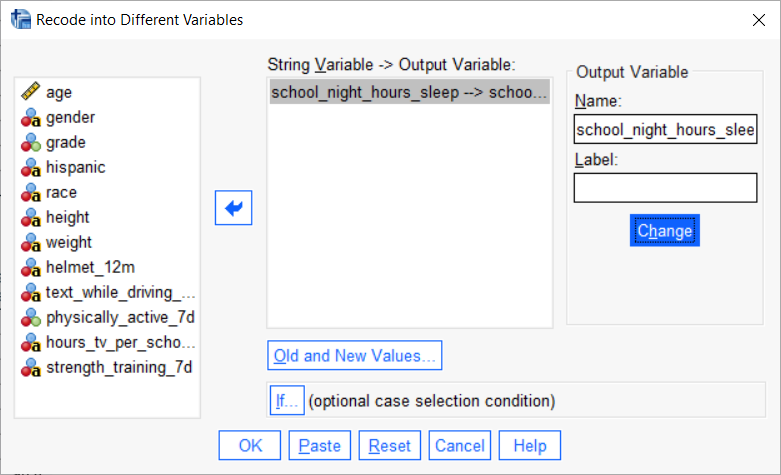 Recode into Different Variables
age
gender
grade
hispanic
race
height
weight
helmet_12m
text_while_driving_...
physically_active_7d
hours_tv_per_scho...
strength_training_7d
String Variable -> Output Variable:
school_night_hours_sleep --> schoo...
Old and New Values...
If... (optional case selection condition)
Output Variable
Name:
school_night_hours_slee
Label:
Change
OK Paste Reset Cancel Help